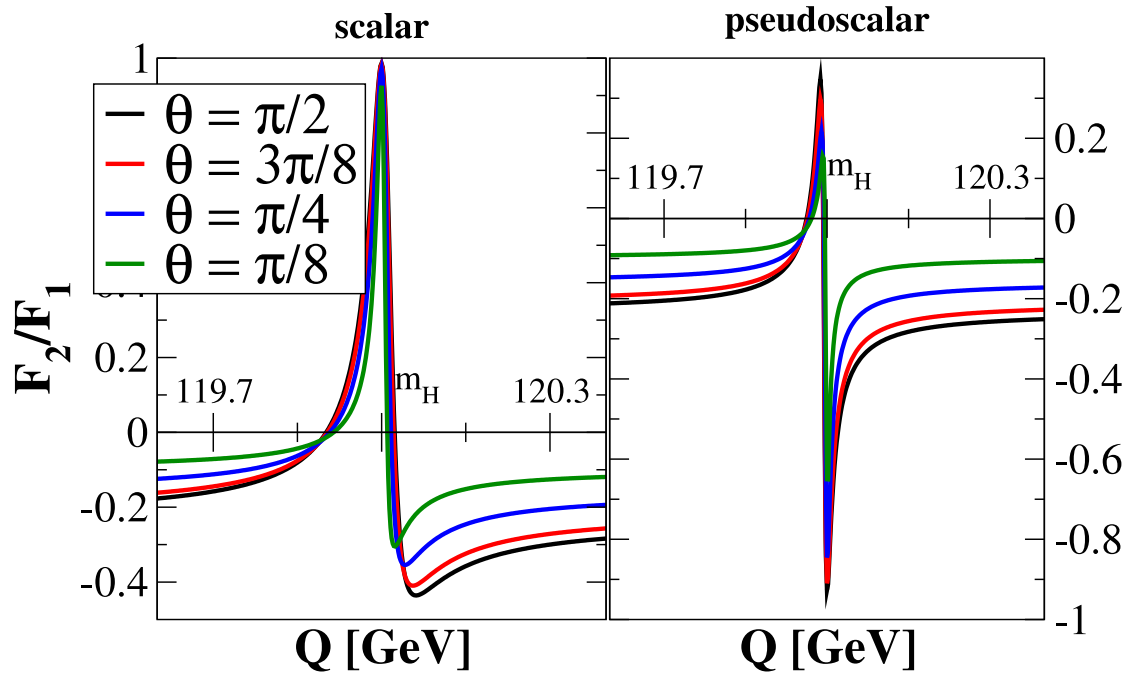 scalar
pseudoscalar
1
θ = π/2
θ = 3π/8
θ = π/4
θ = π/8
0.2
0
-0.2
-0.4
119.7
m_H
120.3
F_2/F_1
119.7
m_H
120.3
0.2
0
-0.2
-0.4
-0.6
-0.8
-1
Q [GeV]
Q [GeV]